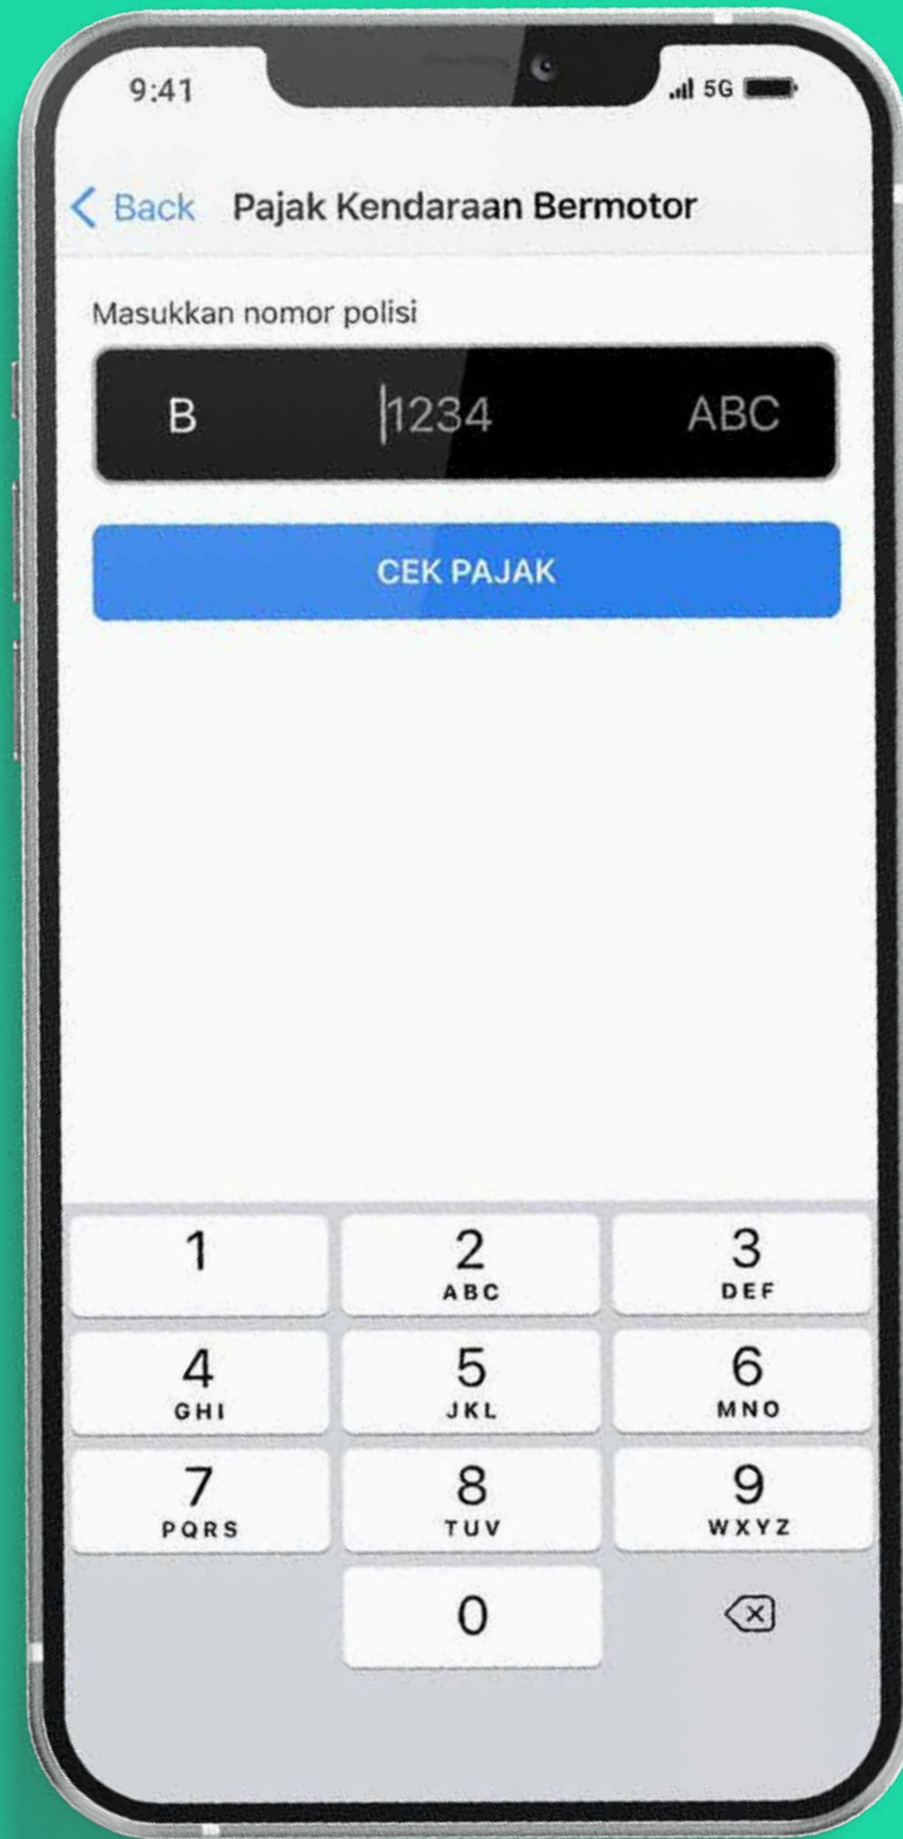 9:41 5G
Back Pajak Kendaraan Bermotor
Masukkan nomor polisi
B 1234 ABC
CEK PAJAK
1 2 3
ABC DEF
4 5 6
GHI JKL MNO
7 8 9
PQRS TUV WXYZ
0